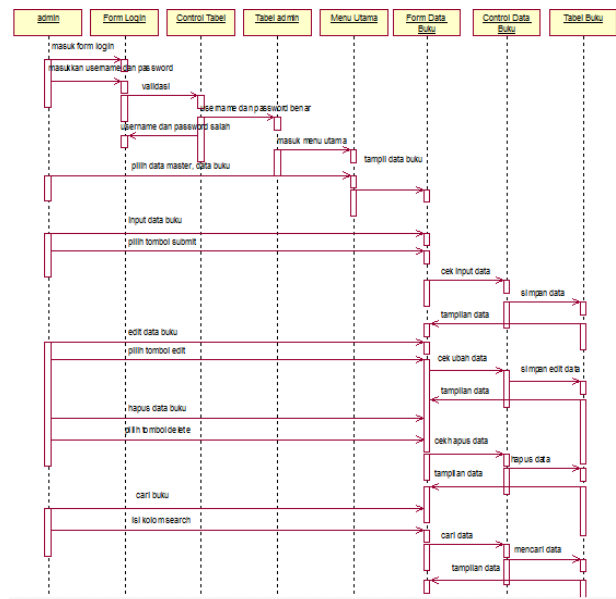 admin
Form Login
Control Tabel
Tabel admin
Menu Utama
Form Data
Buku
Control Data
Buku
Tabel Buku
masuk form login
masukkan username dan password
validasi
username dan password benar
username dan password salah
masuk menu utama
tampil data buku
pilih data master, data buku
input data buku
pilih tombol submit
cek input data
simpan data
tampilan data
edit data buku
pilih tombol edit
cek ubah data
simpan edit data
tampilan data
hapus data buku
pilih tombol delete
cek hapus data
hapus data
tampilan data
cari buku
isi kolom search
cari data
mencari data
tampilan data